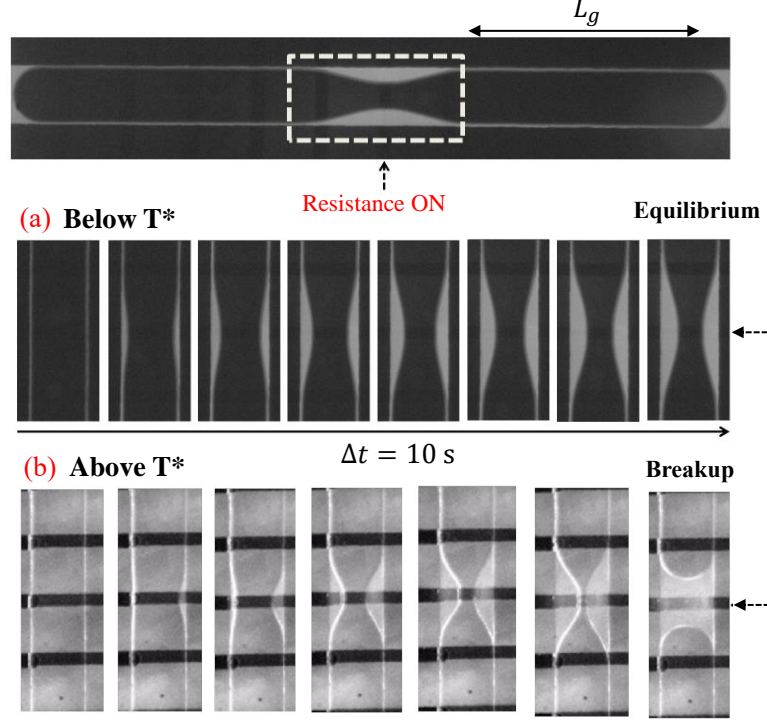 L_g
Resistance ON
(a) Below T*
Equilibrium
Δt = 10 s
(b) Above T*
Breakup